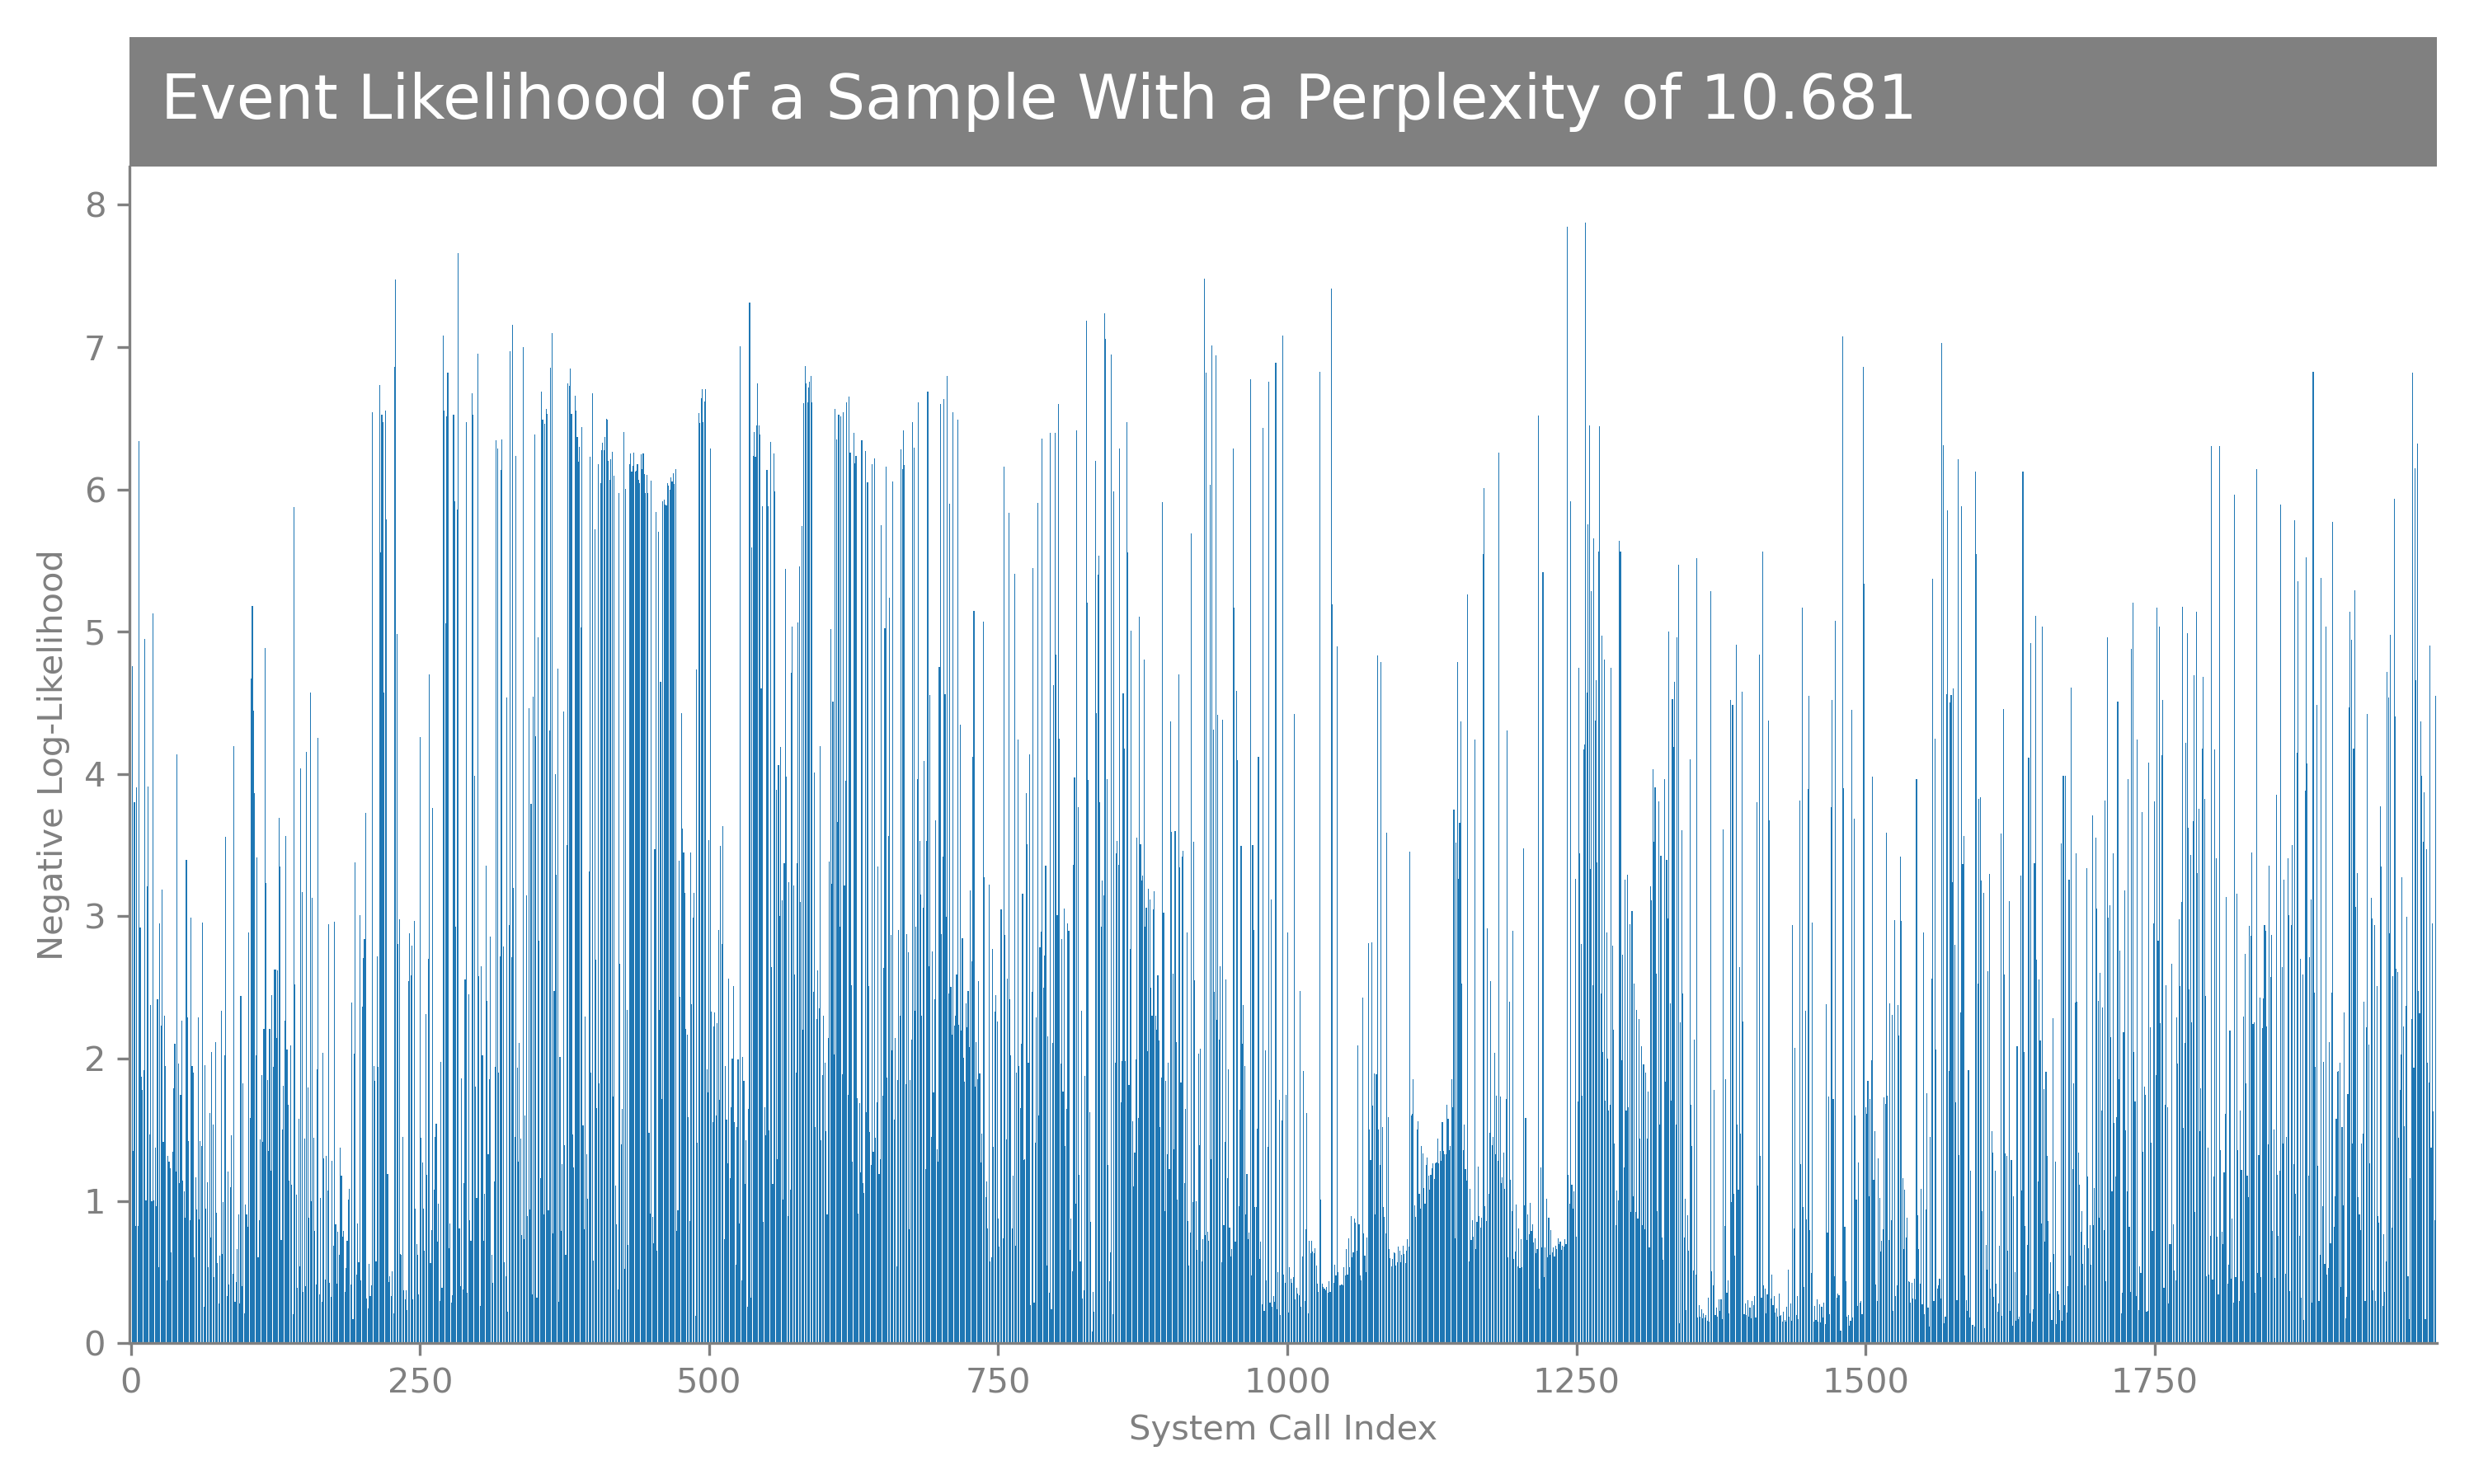 Event Likelihood of a Sample With a Perplexity of 10.681
8
7
6
5
4
3
2
1
0
Negative Log-Likelihood
0 250 500 750 1000 1250 1500 1750
System Call Index